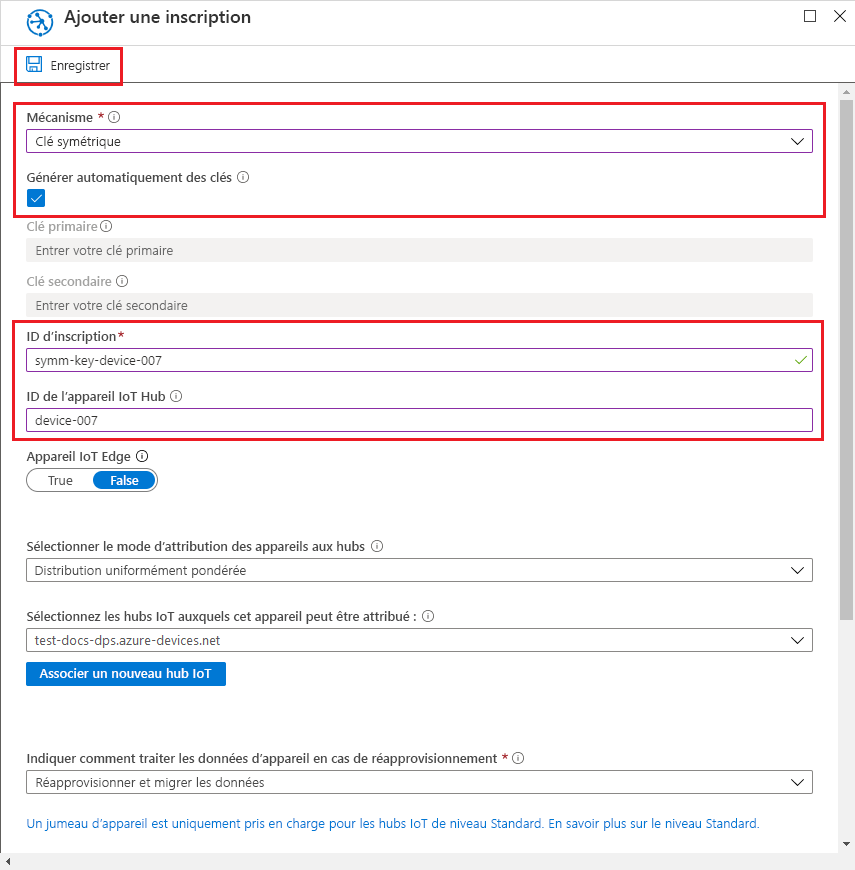 Ajouter une inscription
Enregistrer
Mécanisme *
Clé symétrique
Générer automatiquement des clés
Clé primaire
Entrer votre clé primaire
Clé secondaire
Entrer votre clé secondaire
ID d'inscription*
symm-key-device-007
ID de l'appareil IoT Hub
device-007
Appareil IoT Edge
True False
Sélectionner le mode d'attribution des appareils aux hubs
Distribution uniformément pondérée
Sélectionnez les hubs IoT auxquels cet appareil peut être attribué :
test-docs-dps.azure-devices.net
Associer un nouveau hub IoT
Indiquer comment traiter les données d'appareil en cas de réapprovisionnement *
Réapprovisionner et migrer les données
Un jumeau d'appareil est uniquement pris en charge pour les hubs IoT de niveau Standard. En savoir plus sur le niveau Standard.